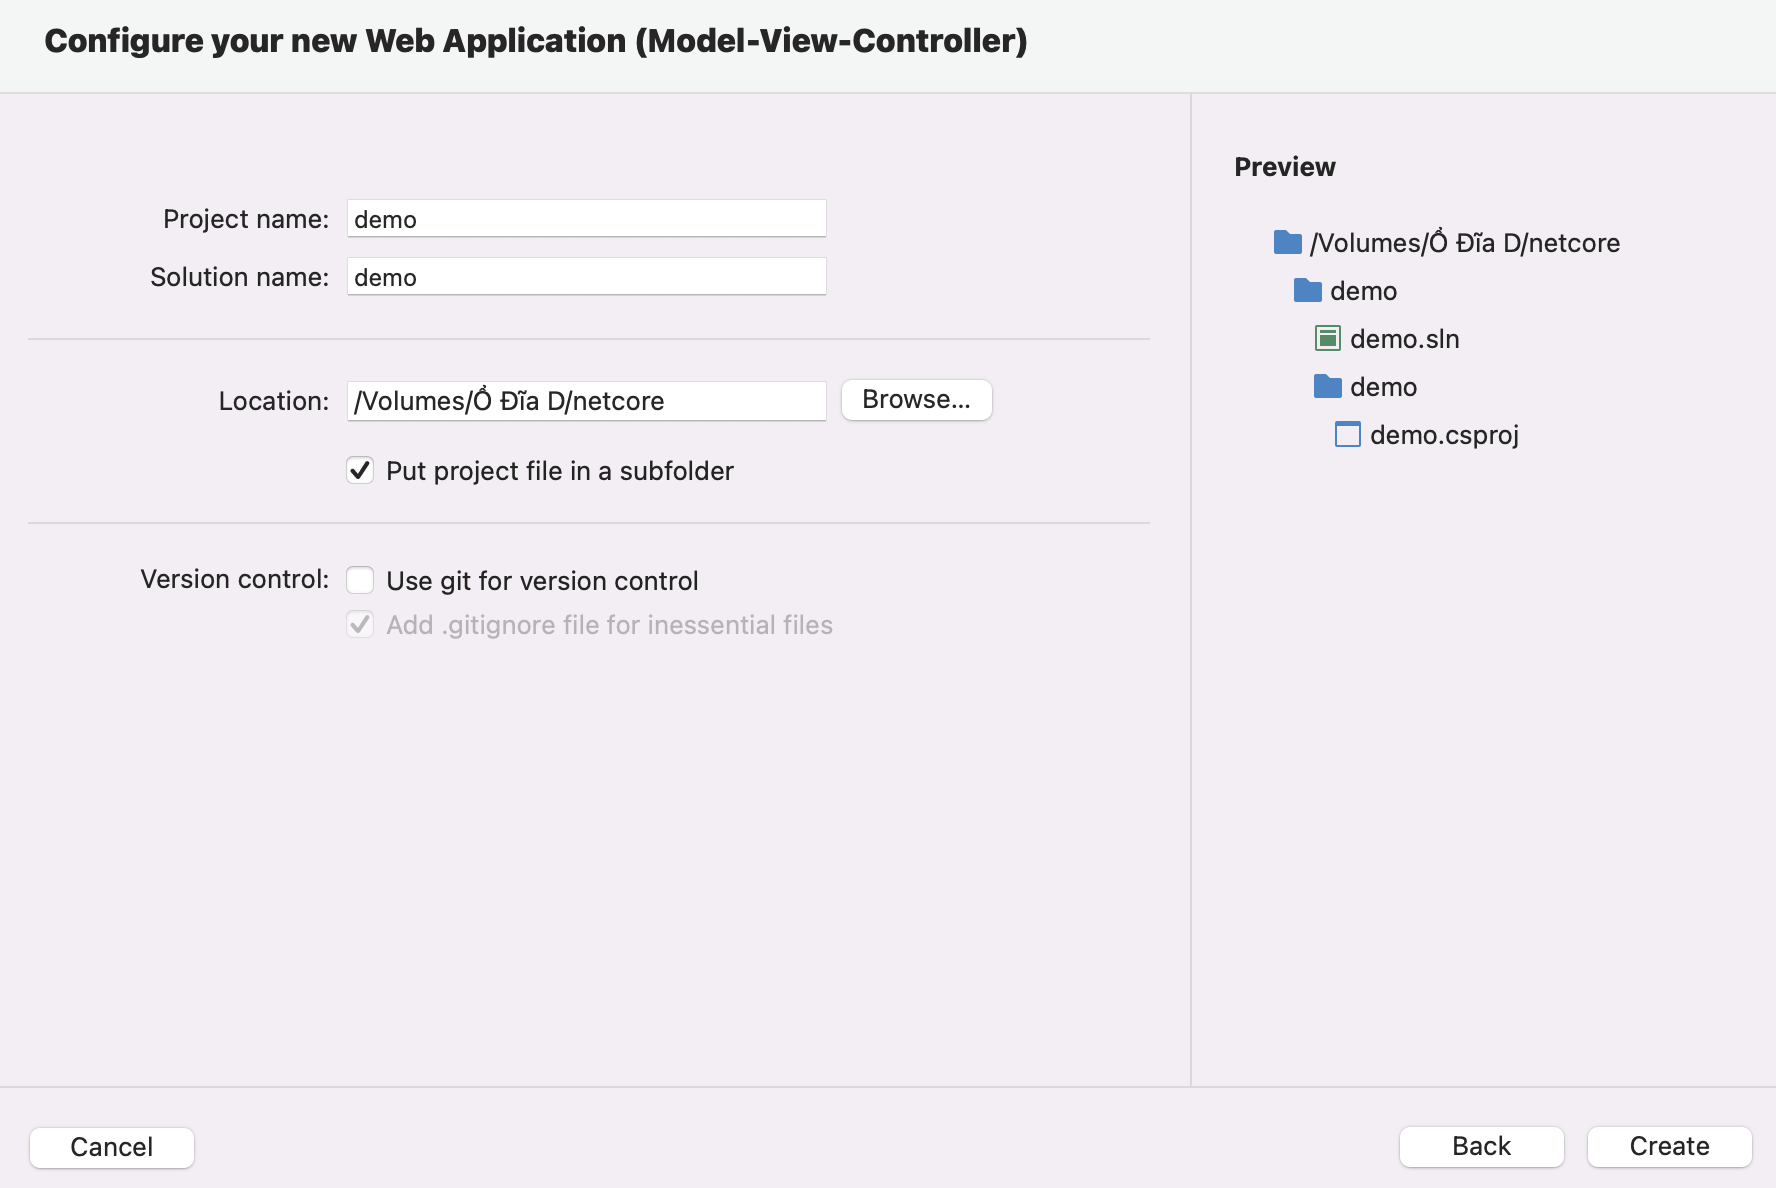 Configure your new Web Application (Model-View-Controller)
Project name: demo
Solution name: demo
Location: /Volumes/Ổ Đĩa D/netcore Browse...
Put project file in a subfolder
Version control: Use git for version control
Add .gitignore file for inessential files
Preview
/Volumes/Ổ Đĩa D/netcore
demo
demo.sln
demo
demo.csproj
Cancel Back Create